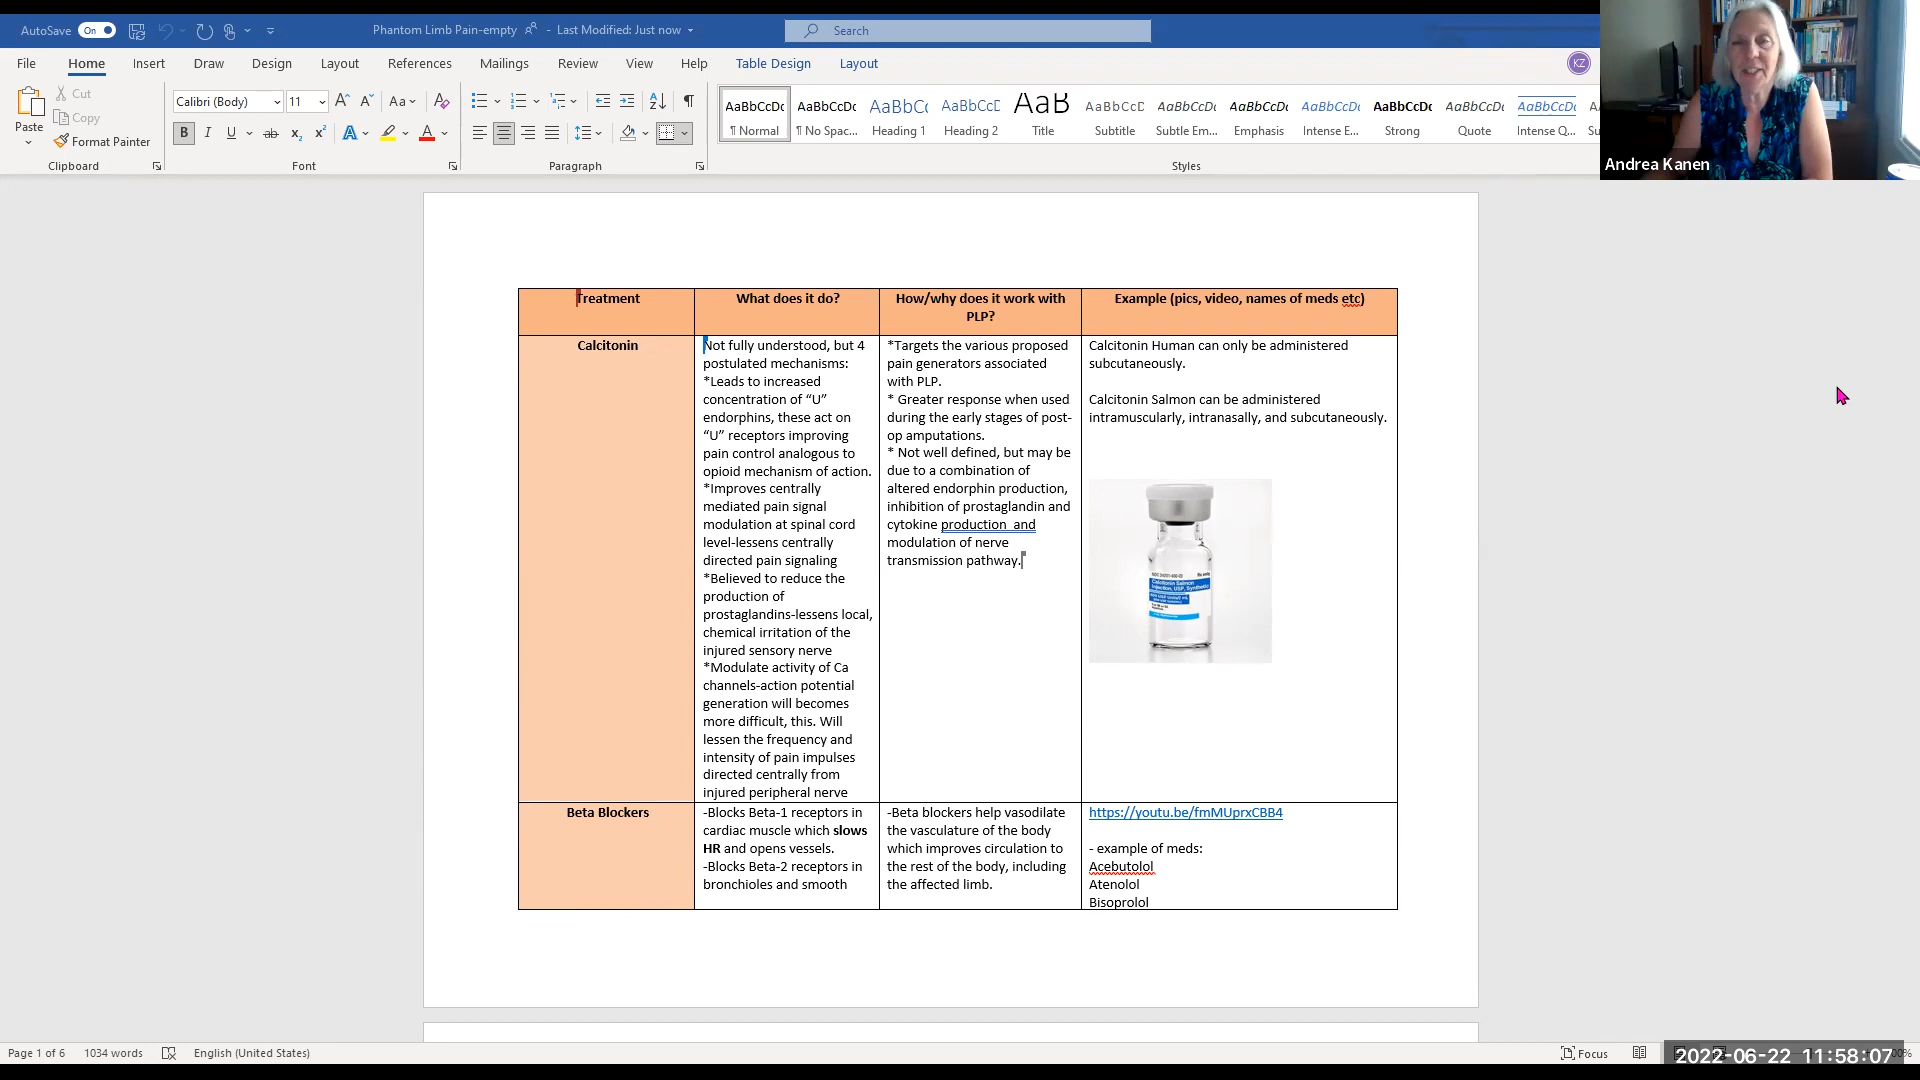 AutoSave On Phantom Limb Pain-empty - Last Modified: Just now Search
File Home Insert Draw Design Layout References Mailings Review View Help Table Design Layout KZ
Paste Cut Copy Format Painter
Calibri (Body) 11 Aa
B I U ab x₂ x² A A
AaBbCcDc AaBbCcDc AaBbC( AaBbCcE AaB AaBbCcD AaBbCcDc AaBbCcDc AaBbCcDc AaBbCcDc AaBbCcDc AaBbCcDc
¶ Normal ¶ No Spac... Heading 1 Heading 2 Title Subtitle Subtle Em... Emphasis Intense E... Strong Quote Intense Q...
Clipboard Font Paragraph Styles
Andrea Kanen
Treatment
What does it do?
How/why does it work with
PLP?
Example (pics, video, names of meds etc)
Calcitonin
Not fully understood, but 4
postulated mechanisms:
*Leads to increased
concentration of “U”
endorphins, these act on
“U” receptors improving
pain control analogous to
opioid mechanism of action.
*Improves centrally
mediated pain signal
modulation at spinal cord
level-lessens centrally
directed pain signaling
*Believed to reduce the
production of
prostaglandins-lessens local,
chemical irritation of the
injured sensory nerve
*Modulate activity of Ca
channels-action potential
generation will becomes
more difficult, this. Will
lessen the frequency and
intensity of pain impulses
directed centrally from
injured peripheral nerve
*Targets the various proposed
pain generators associated
with PLP.
* Greater response when used
during the early stages of post-
op amputations.
* Not well defined, but may be
due to a combination of
altered endorphin production,
inhibition of prostaglandin and
cytokine production  and
modulation of nerve
transmission pathway.
Calcitonin Human can only be administered
subcutaneously.
Calcitonin Salmon can be administered
intramuscularly, intranasally, and subcutaneously.
Calcitonin Salmon
Injection, USP, Synthetic
Beta Blockers
-Blocks Beta-1 receptors in
cardiac muscle which slows
HR and opens vessels.
-Blocks Beta-2 receptors in
bronchioles and smooth
-Beta blockers help vasodilate
the vasculature of the body
which improves circulation to
the rest of the body, including
the affected limb.
https://youtu.be/fmMUprxCBB4
- example of meds:
Acebutolol
Atenolol
Bisoprolol
Page 1 of 6 1034 words English (United States) Focus
2022-06-22 11:58:07